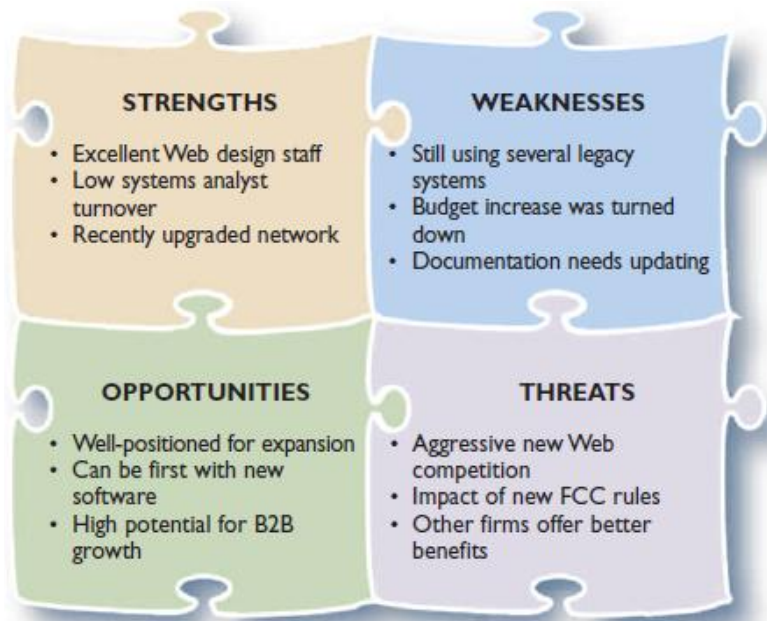 STRENGTHS
• Excellent Web design staff
• Low systems analyst
turnover
• Recently upgraded network
WEAKNESSES
• Still using several legacy
systems
• Budget increase was turned
down
• Documentation needs updating
OPPORTUNITIES
• Well-positioned for expansion
• Can be first with new
software
• High potential for B2B
growth
THREATS
• Aggressive new Web
competition
• Impact of new FCC rules
• Other firms offer better
benefits